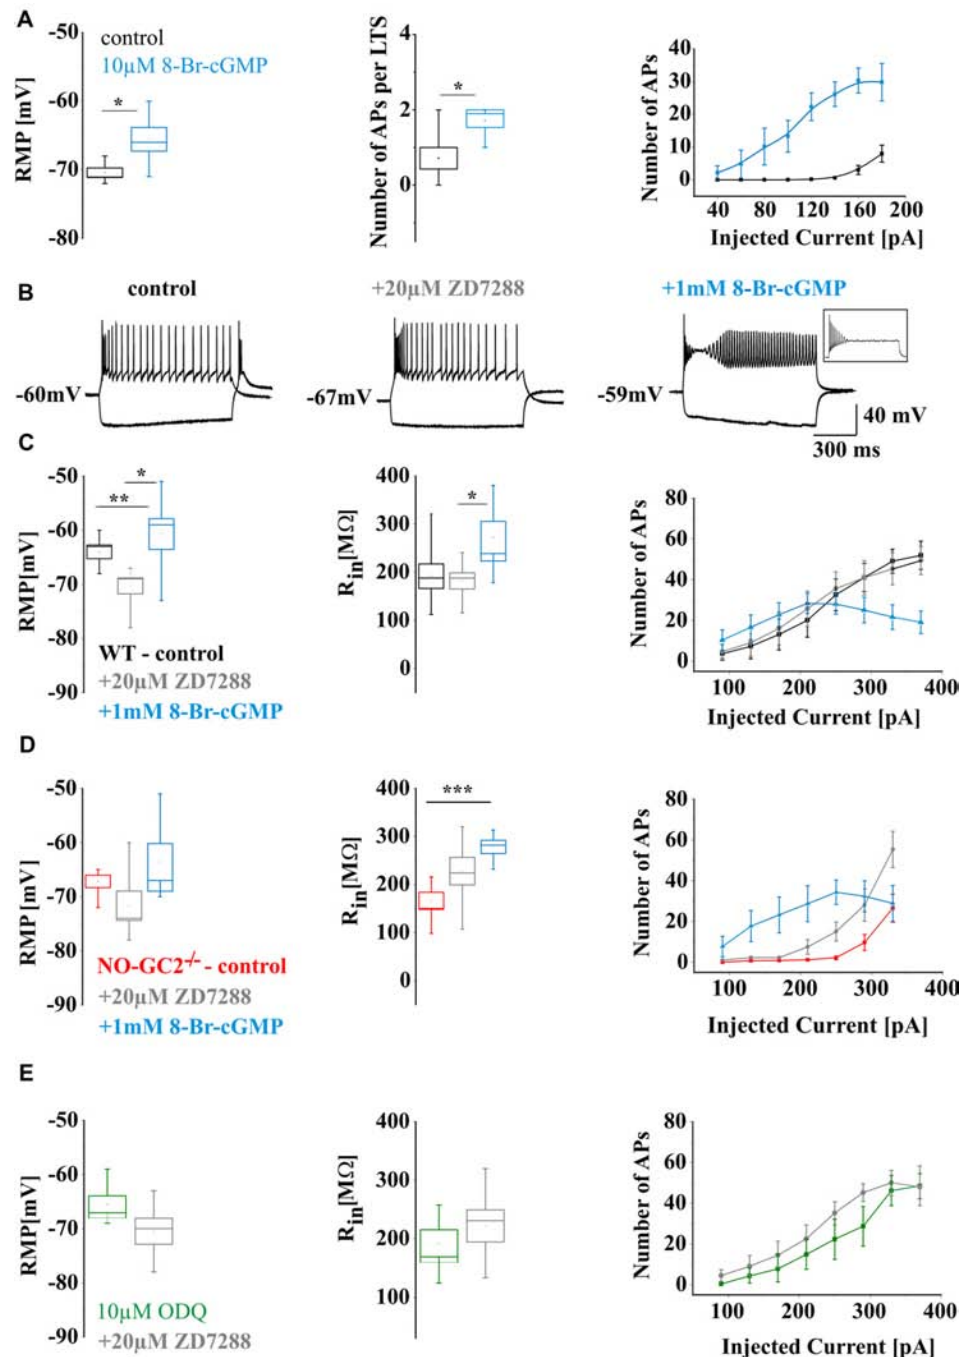 A
RMP [mV]
-50
-60
-70
-80
control
10µM 8-Br-cGMP
*
Number of APs per LTS
4
2
0
*
Number of APs
40
30
20
10
0
40 80 120 160 200
Injected Current [pA]
B
control
+20µM ZD7288
+1mM 8-Br-cGMP
-60mV
-67mV
-59mV
40 mV
300 ms
C
RMP[mV]
-50
-60
-70
-80
-90
*
**
WT - control
+20µM ZD7288
+1mM 8-Br-cGMP
Rin[MΩ]
400
300
200
100
0
*
Number of APs
80
60
40
20
0
100 200 300 400
Injected Current [pA]
D
RMP[mV]
-50
-60
-70
-80
-90
NO-GC2-/- - control
+20µM ZD7288
+1mM 8-Br-cGMP
Rin[MΩ]
400
300
200
100
0
***
Number of APs
80
60
40
20
0
100 200 300 400
Injected Current [pA]
E
RMP[mV]
-50
-60
-70
-80
-90
10µM ODQ
+20µM ZD7288
Rin[MΩ]
400
300
200
100
Number of APs
80
60
40
20
0
100 200 300 400
Injected Current [pA]